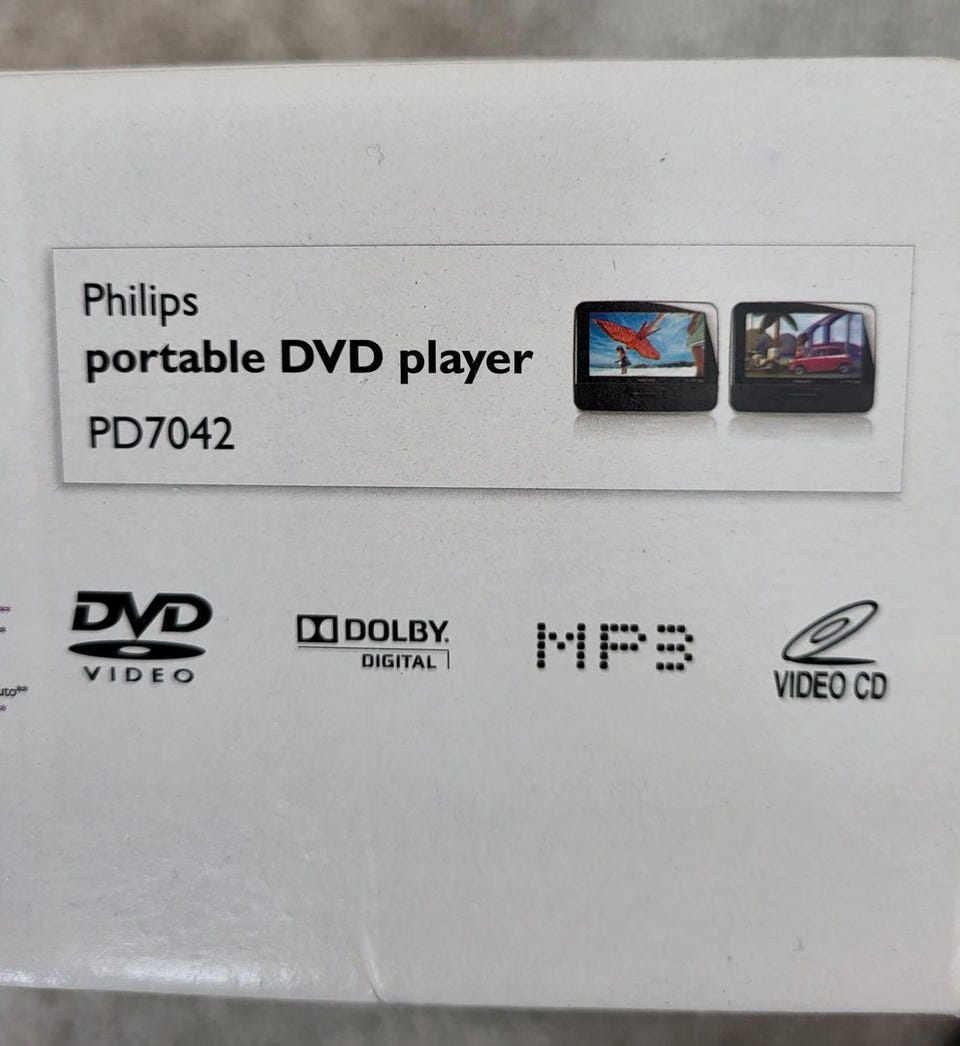 Philips
portable DVD player
PD7042
DVD
VIDEO
DOLBY.
DIGITAL
MP3
VIDEO CD